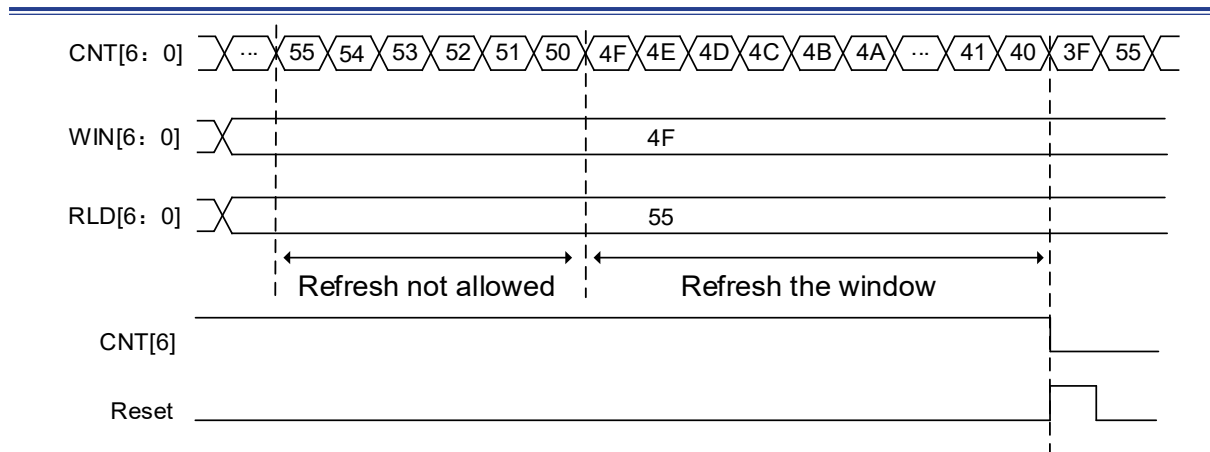 CNT[6：0] ... 55 54 53 52 51 50 4F 4E 4D 4C 4B 4A ... 41 40 3F 55
WIN[6：0] 4F
RLD[6：0] 55
Refresh not allowed Refresh the window
CNT[6]
Reset